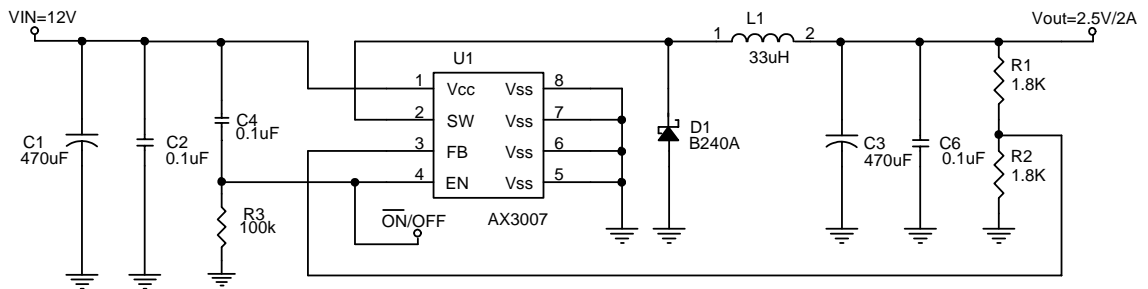 VIN=12V
Vout=2.5V/2A
L1
1
2
33uH
U1
1
Vcc
Vss
8
2
SW
Vss
7
3
FB
Vss
6
4
EN
Vss
5
AX3007
C1
470uF
C2
0.1uF
C4
0.1uF
R3
100k
ON/OFF
D1
B240A
C3
470uF
C6
0.1uF
R1
1.8K
R2
1.8K